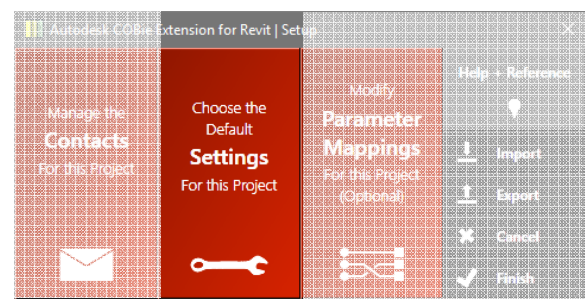 Autodesk COBie Extension for Revit | Setup
Manage the
Contacts
For this Project
Choose the
Default
Settings
For this Project
Modify
Parameter
Mappings
For this Project
(Optional)
Help + Reference
Import
Export
Cancel
Finish